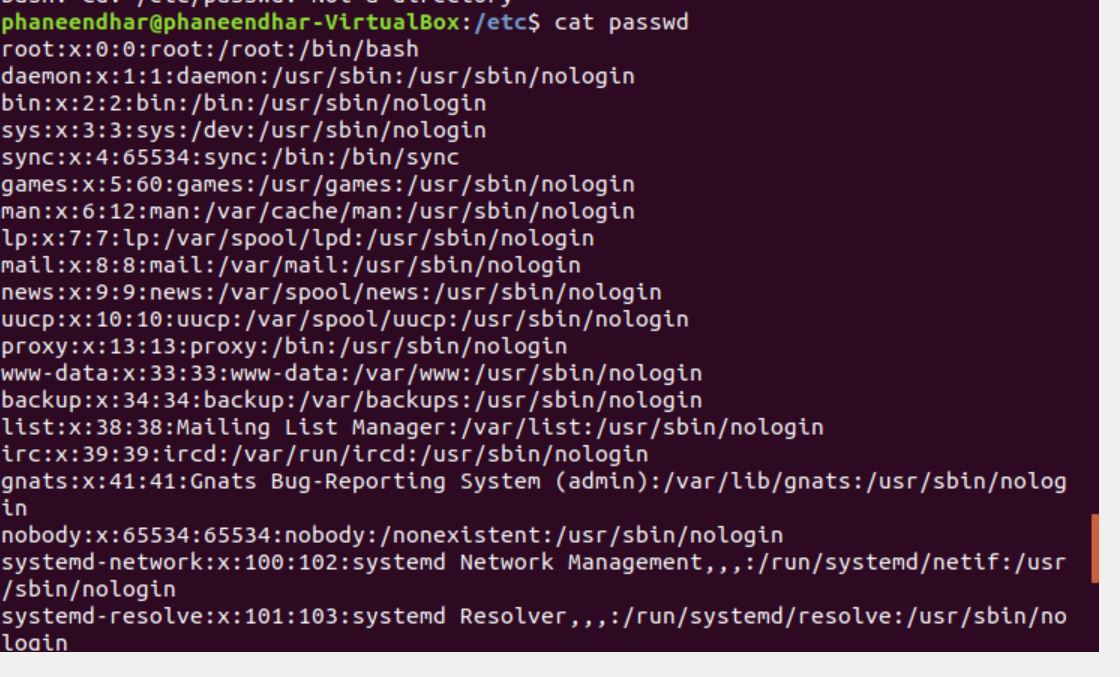 bash: cd: /etc/passwd: Not a directory
phaneendhar@phaneendhar-VirtualBox:/etc$ cat passwd
root:x:0:0:root:/root:/bin/bash
daemon:x:1:1:daemon:/usr/sbin:/usr/sbin/nologin
bin:x:2:2:bin:/bin:/usr/sbin/nologin
sys:x:3:3:sys:/dev:/usr/sbin/nologin
sync:x:4:65534:sync:/bin:/bin/sync
games:x:5:60:games:/usr/games:/usr/sbin/nologin
man:x:6:12:man:/var/cache/man:/usr/sbin/nologin
lp:x:7:7:lp:/var/spool/lpd:/usr/sbin/nologin
mail:x:8:8:mail:/var/mail:/usr/sbin/nologin
news:x:9:9:news:/var/spool/news:/usr/sbin/nologin
uucp:x:10:10:uucp:/var/spool/uucp:/usr/sbin/nologin
proxy:x:13:13:proxy:/bin:/usr/sbin/nologin
www-data:x:33:33:www-data:/var/www:/usr/sbin/nologin
backup:x:34:34:backup:/var/backups:/usr/sbin/nologin
list:x:38:38:Mailing List Manager:/var/list:/usr/sbin/nologin
irc:x:39:39:ircd:/var/run/ircd:/usr/sbin/nologin
gnats:x:41:41:Gnats Bug-Reporting System (admin):/var/lib/gnats:/usr/sbin/nolog
in
nobody:x:65534:65534:nobody:/nonexistent:/usr/sbin/nologin
systemd-network:x:100:102:systemd Network Management,,,:/run/systemd/netif:/usr
/sbin/nologin
systemd-resolve:x:101:103:systemd Resolver,,,:/run/systemd/resolve:/usr/sbin/no
login